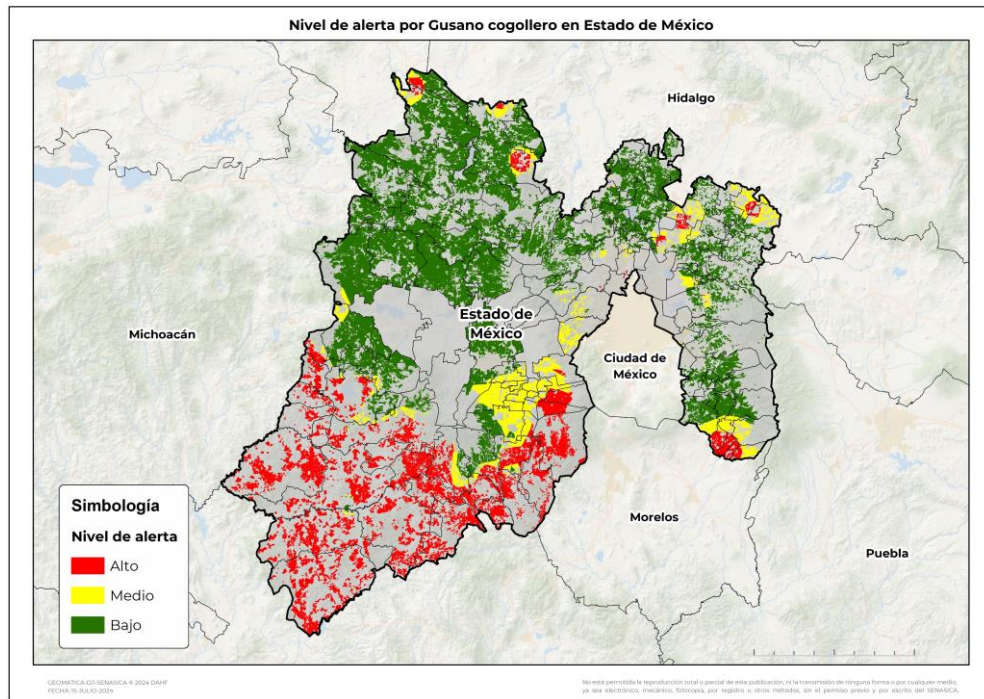 Nivel de alerta por Gusano cogollero en Estado de México
Hidalgo
Michoacán
Estado de
México
Ciudad de
México
Morelos
Puebla
Simbología
Nivel de alerta
Alto
Medio
Bajo
GEOMATICA CG-SENASICA © 2024 DAHF
FECHA 15-JULIO-2024
No está permitida la reproducción total o parcial de esta publicación, ni la transmisión de ninguna forma o por cualquier medio,
ya sea electrónico, mecánico, fotocopia, por registro u otros métodos, sin el permiso previo y por escrito del SENASICA.